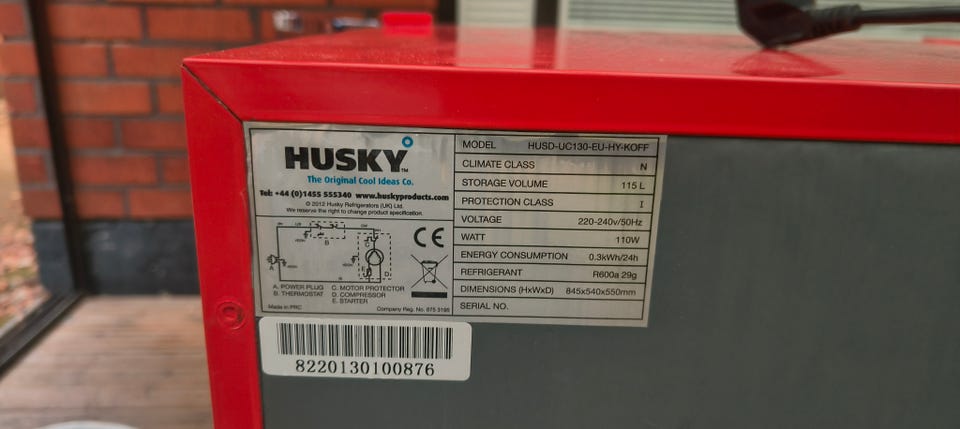 HUSKY™
The Original Cool Ideas Co.
Tel: +44 (0)1455 555340 www.huskyproducts.com
© 2012 Husky Refrigerators (UK) Ltd.
We reserve the right to change product specification.
B
A
D
A. POWER PLUG C. MOTOR PROTECTOR
B. THERMOSTAT D. COMPRESSOR
E. STARTER
Made in PRC Company Reg. No. 875 3195
CE
MODEL HUSD-UC130-EU-HY-KOFF
CLIMATE CLASS N
STORAGE VOLUME 115 L
PROTECTION CLASS I
VOLTAGE 220-240v/50Hz
WATT 110W
ENERGY CONSUMPTION 0.3kWh/24h
REFRIGERANT R600a 29g
DIMENSIONS (HxWxD) 845x540x550mm
SERIAL NO.
8220130100876